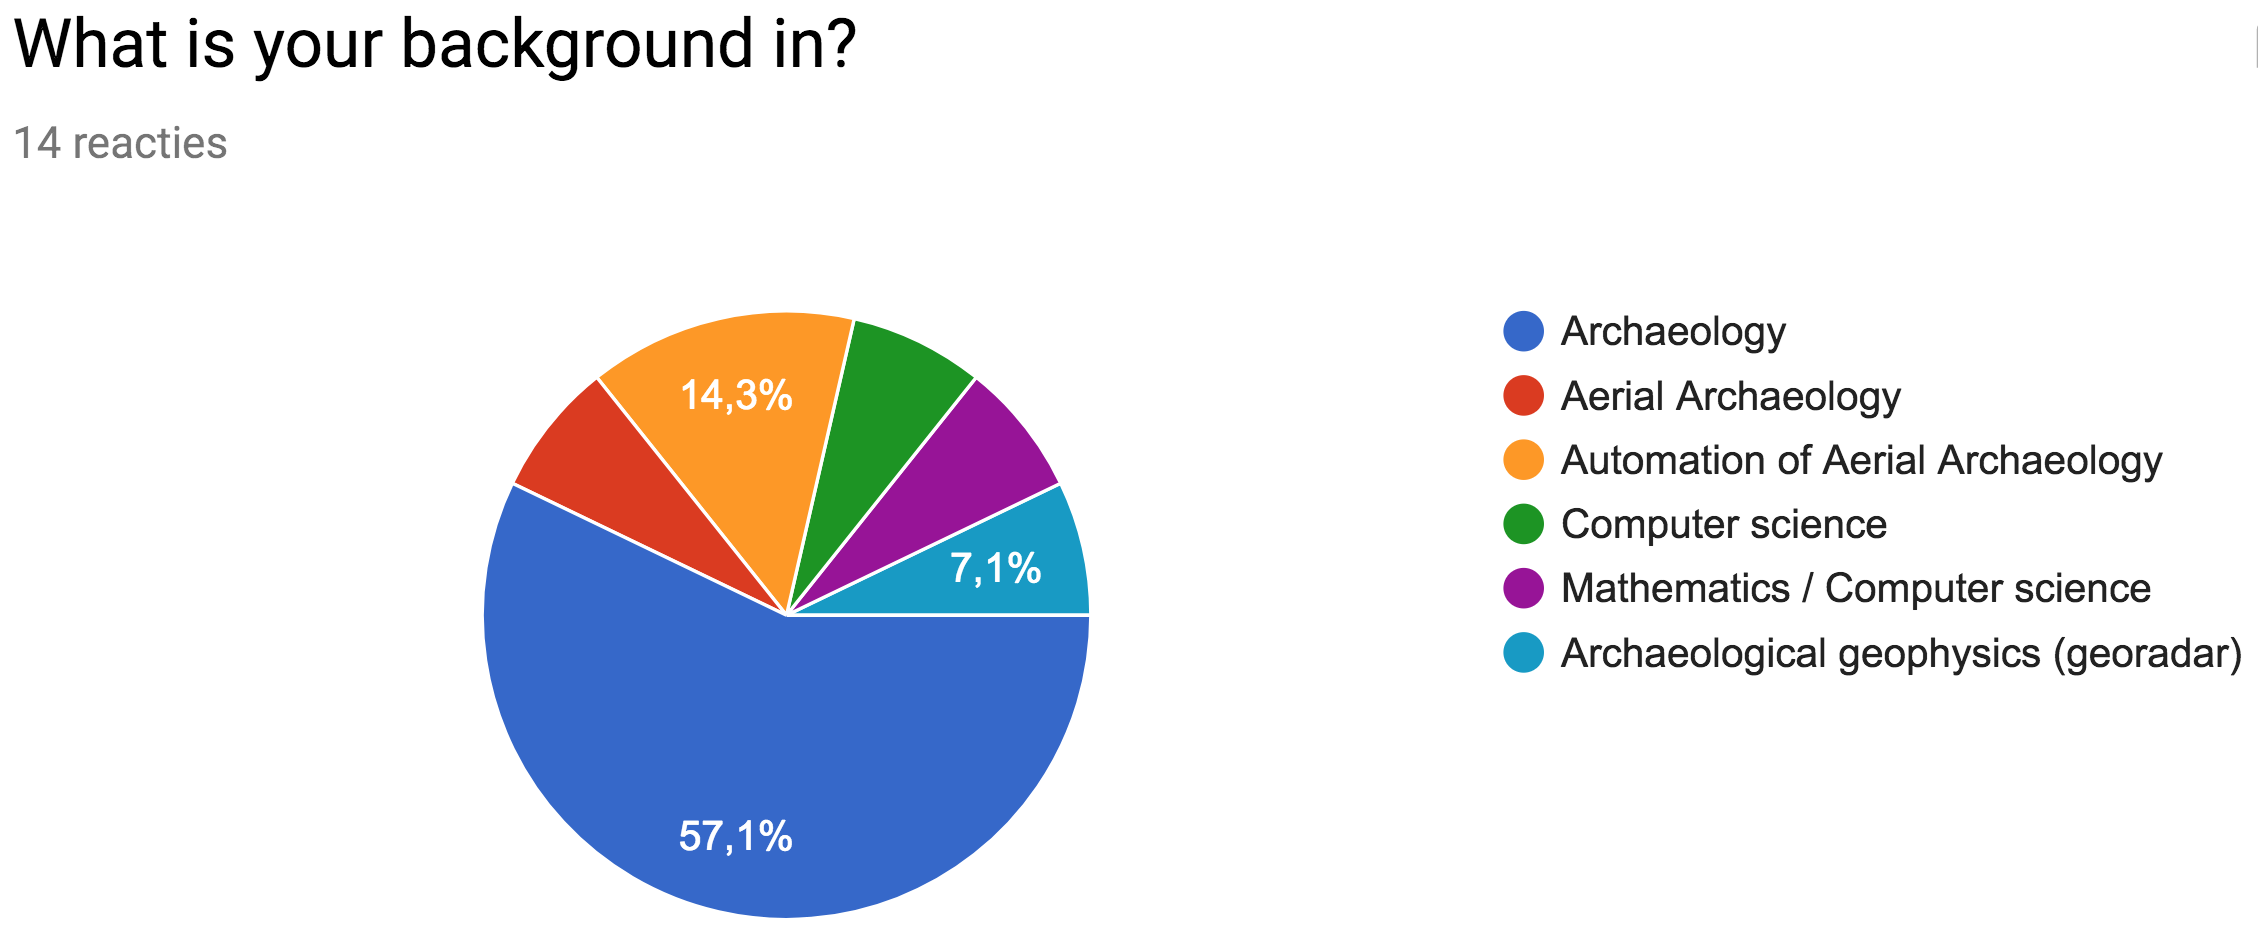 What is your background in?
14 reacties
14,3%
7,1%
57,1%
Archaeology
Aerial Archaeology
Automation of Aerial Archaeology
Computer science
Mathematics / Computer science
Archaeological geophysics (georadar)